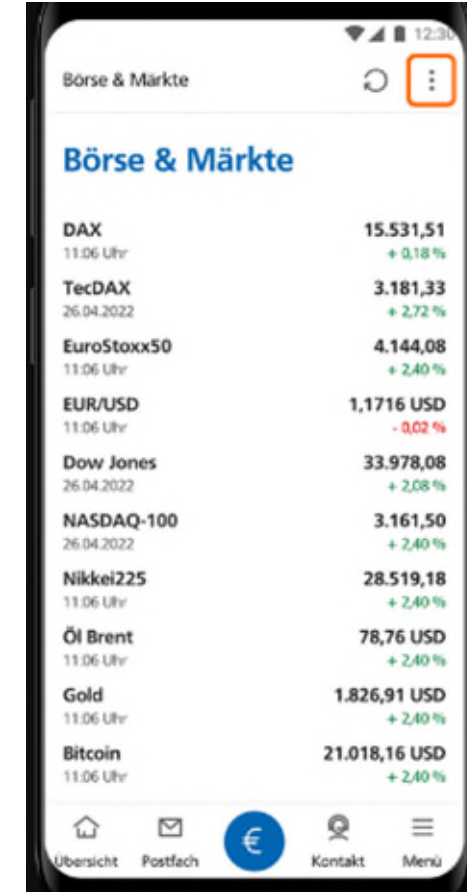 12:30
Börse & Märkte
Börse & Märkte
DAX 15.531,51
11:06 Uhr + 0,18 %
TecDAX 3.181,33
26.04.2022 + 2,72 %
EuroStoxx50 4.144,08
11:06 Uhr + 2,40 %
EUR/USD 1,1716 USD
11:06 Uhr - 0,02 %
Dow Jones 33.978,08
26.04.2022 + 2,08 %
NASDAQ-100 3.161,50
26.04.2022 + 2,40 %
Nikkei225 28.519,18
11:06 Uhr + 2,40 %
Öl Brent 78,76 USD
11:06 Uhr + 2,40 %
Gold 1.826,91 USD
11:06 Uhr + 2,40 %
Bitcoin 21.018,16 USD
11:06 Uhr + 2,40 %
€
Übersicht Postfach Kontakt Menü